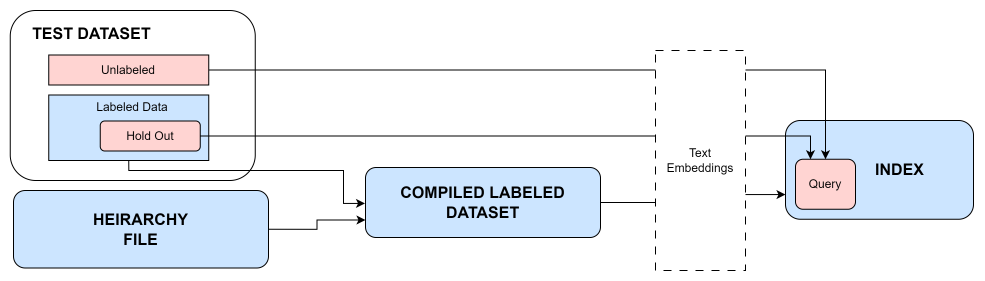 TEST DATASET
Unlabeled
Labeled Data
Hold Out
HEIRARCHY
FILE
COMPILED LABELED
DATASET
Text
Embeddings
Query
INDEX